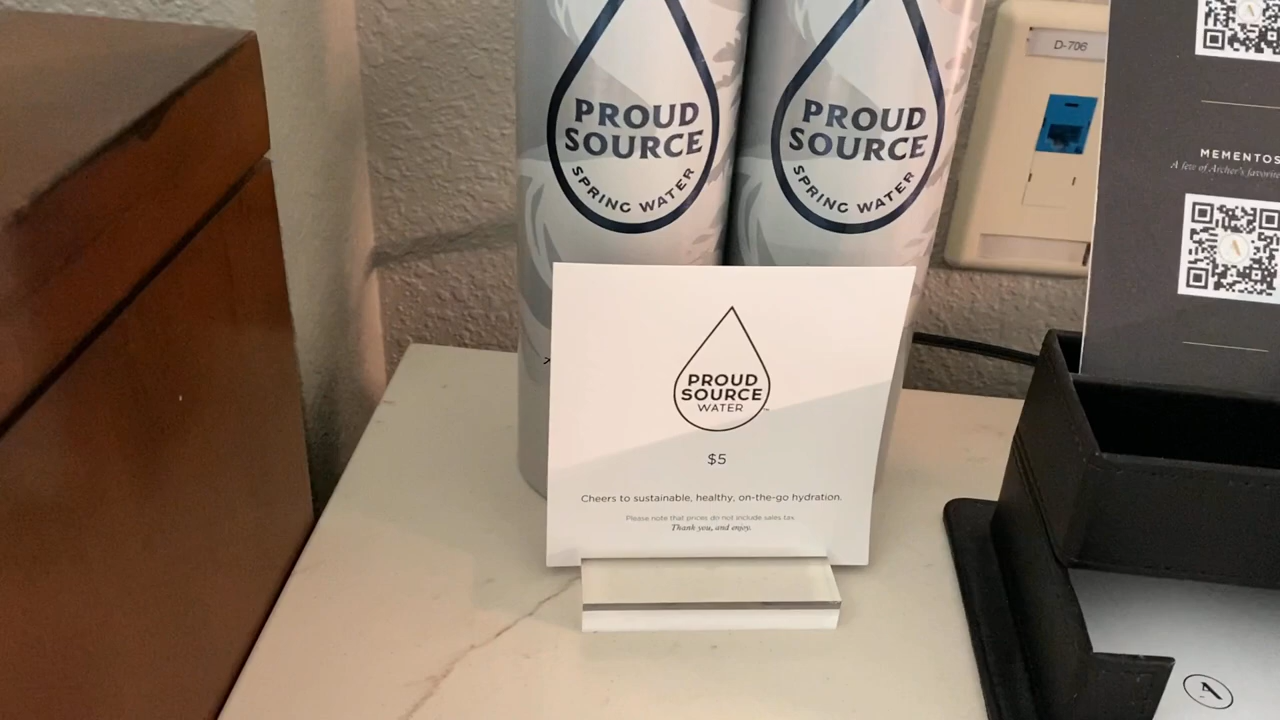 PROUD
SOURCE
SPRING WATER
PROUD
SOURCE
SPRING WATER
D-706
MEMENTOS
A few of Archer's favorite
PROUD
SOURCE
WATER
$5
Cheers to sustainable, healthy, on-the-go hydration.
Please note that prices do not include sales tax.
Thank you, and enjoy.
A